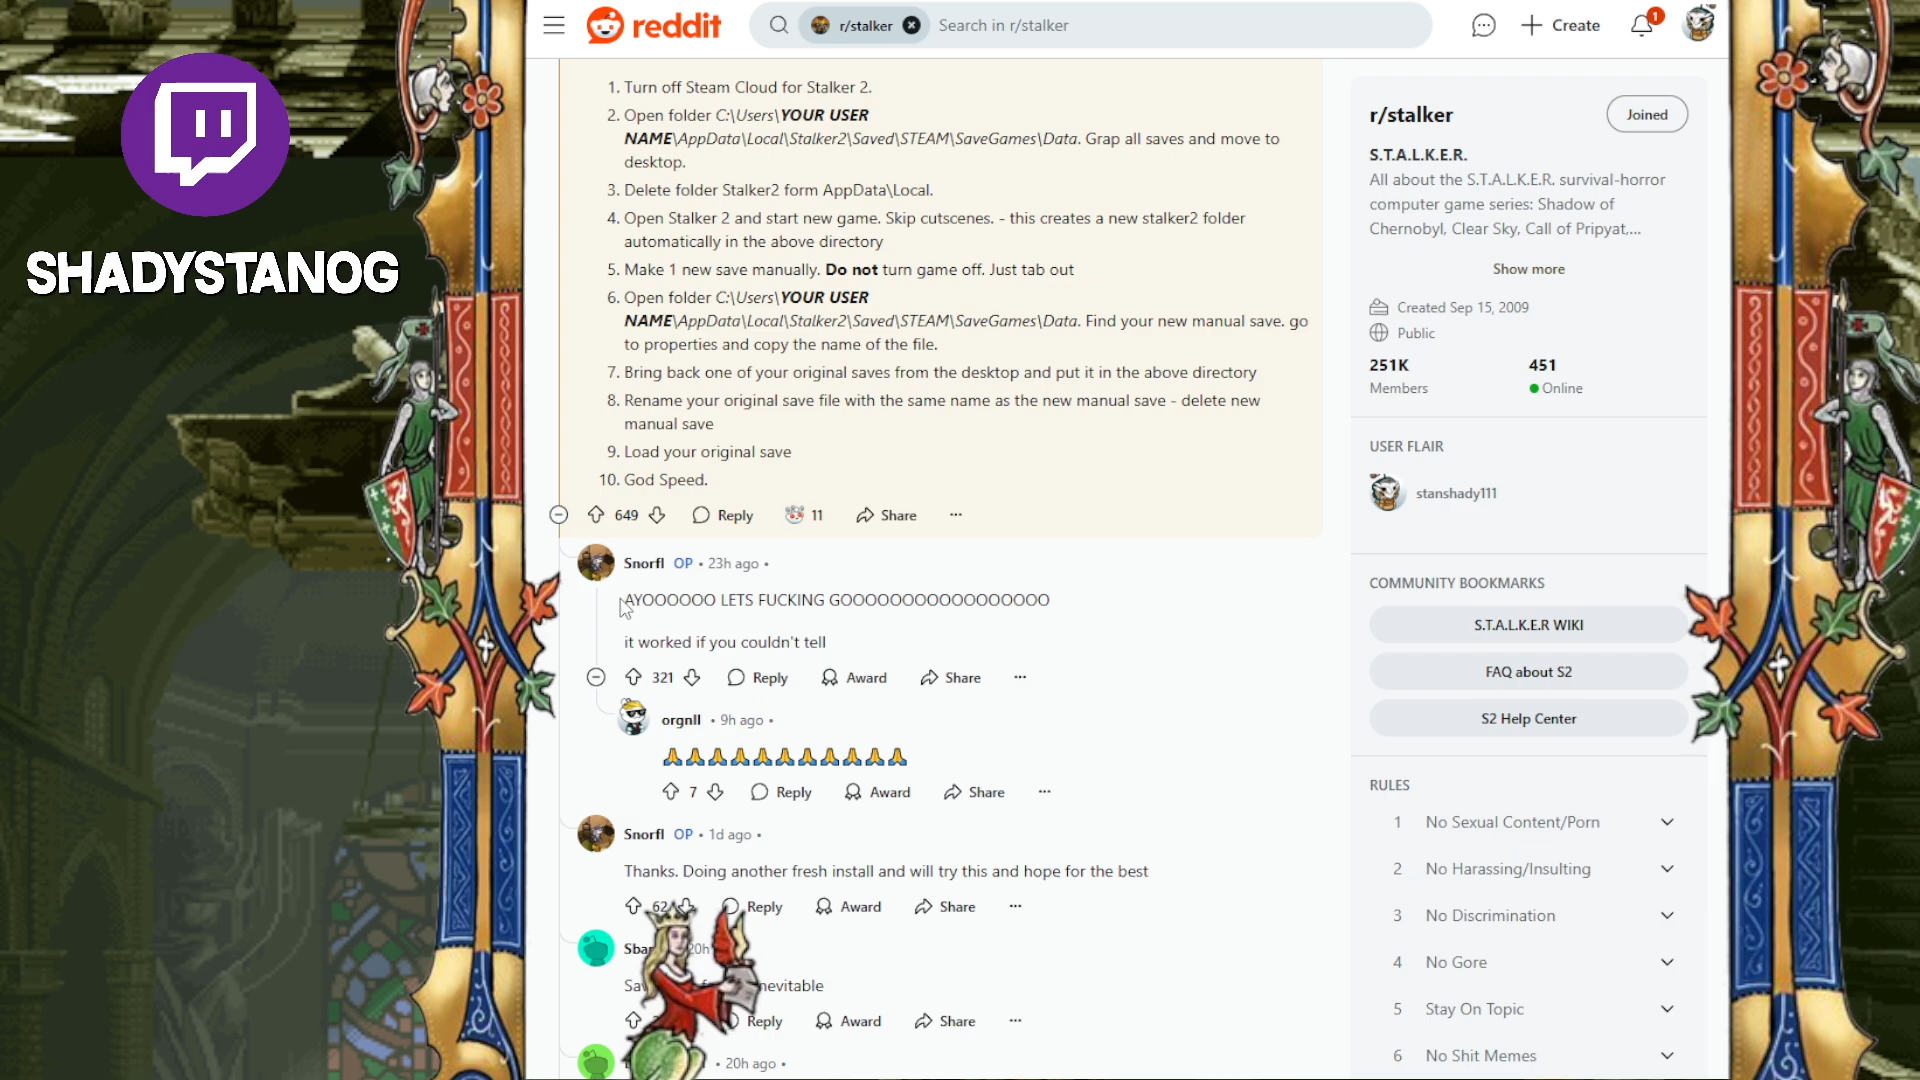 SHADYSTANOG
reddit
r/stalker
Search in r/stalker
Create
1
1. Turn off Steam Cloud for Stalker 2.
2. Open folder C:\Users\YOUR USER
NAME\AppData\Local\Stalker2\Saved\STEAM\SaveGames\Data. Grap all saves and move to
desktop.
3. Delete folder Stalker2 form AppData\Local.
4. Open Stalker 2 and start new game. Skip cutscenes. - this creates a new stalker2 folder
automatically in the above directory
5. Make 1 new save manually. Do not turn game off. Just tab out
6. Open folder C:\Users\YOUR USER
NAME\AppData\Local\Stalker2\Saved\STEAM\SaveGames\Data. Find your new manual save. go
to properties and copy the name of the file.
7. Bring back one of your original saves from the desktop and put it in the above directory
8. Rename your original save file with the same name as the new manual save - delete new
manual save
9. Load your original save
10. God Speed.
649 Reply 11 Share ...
Snorfl OP • 23h ago •
AYOOOOOO LETS FUCKING GOOOOOOOOOOOOOOOOO
it worked if you couldn't tell
321 Reply Award Share ...
orgnll • 9h ago •
🙏🙏🙏🙏🙏🙏🙏🙏🙏🙏🙏
7 Reply Award Share ...
Snorfl OP • 1d ago •
Thanks. Doing another fresh install and will try this and hope for the best
62 Reply Award Share ...
20h
Reply Award Share ...
• 20h ago •
r/stalker
Joined
S.T.A.L.K.E.R.
All about the S.T.A.L.K.E.R. survival-horror
computer game series: Shadow of
Chernobyl, Clear Sky, Call of Pripyat,...
Show more
Created Sep 15, 2009
Public
251K 451
Members Online
USER FLAIR
stanshady111
COMMUNITY BOOKMARKS
S.T.A.L.K.E.R WIKI
FAQ about S2
S2 Help Center
RULES
1 No Sexual Content/Porn
2 No Harassing/Insulting
3 No Discrimination
4 No Gore
5 Stay On Topic
6 No Shit Memes